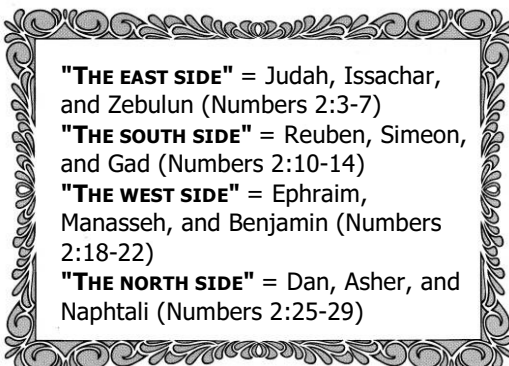 "THE EAST SIDE" = Judah, Issachar,
and Zebulun (Numbers 2:3-7)
"THE SOUTH SIDE" = Reuben, Simeon,
and Gad (Numbers 2:10-14)
"THE WEST SIDE" = Ephraim,
Manasseh, and Benjamin (Numbers
2:18-22)
"THE NORTH SIDE" = Dan, Asher, and
Naphtali (Numbers 2:25-29)